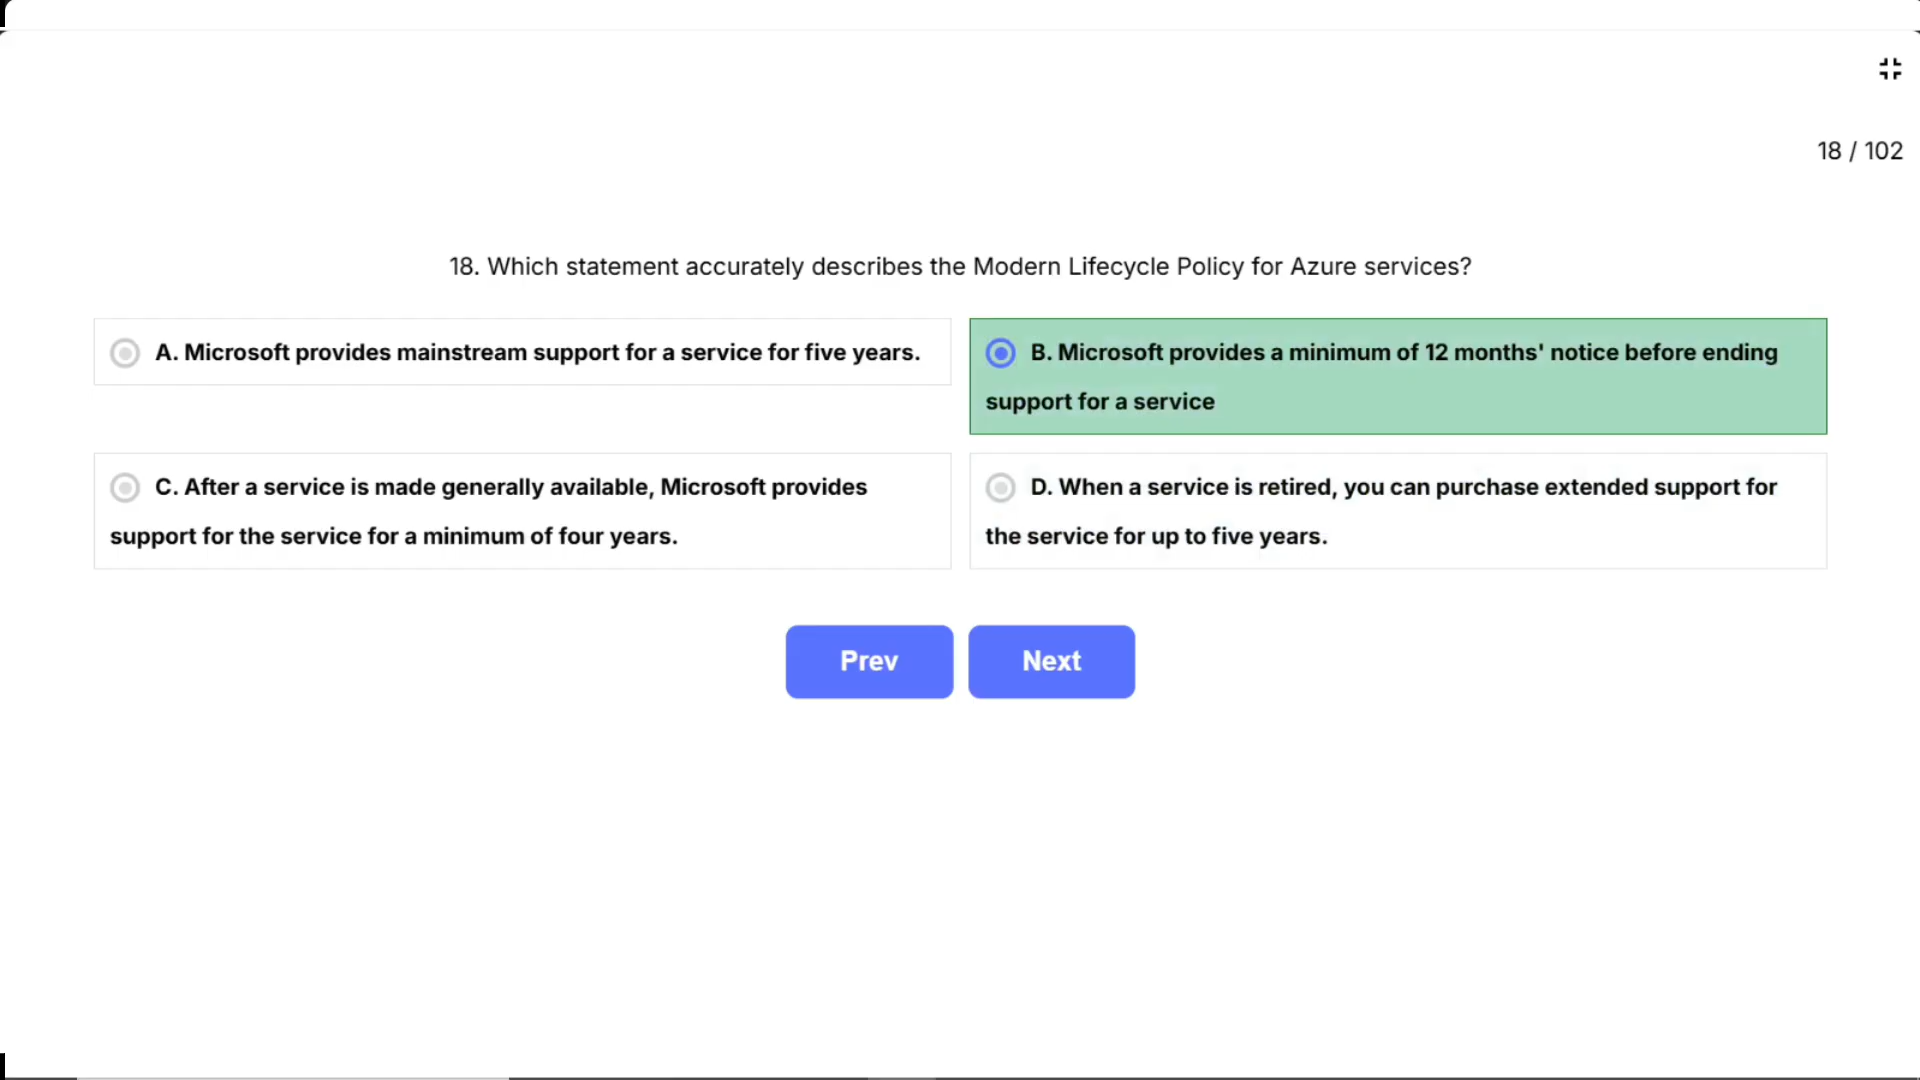 18 / 102
18. Which statement accurately describes the Modern Lifecycle Policy for Azure services?
A. Microsoft provides mainstream support for a service for five years.
B. Microsoft provides a minimum of 12 months' notice before ending
support for a service
C. After a service is made generally available, Microsoft provides
support for the service for a minimum of four years.
D. When a service is retired, you can purchase extended support for
the service for up to five years.
Prev
Next